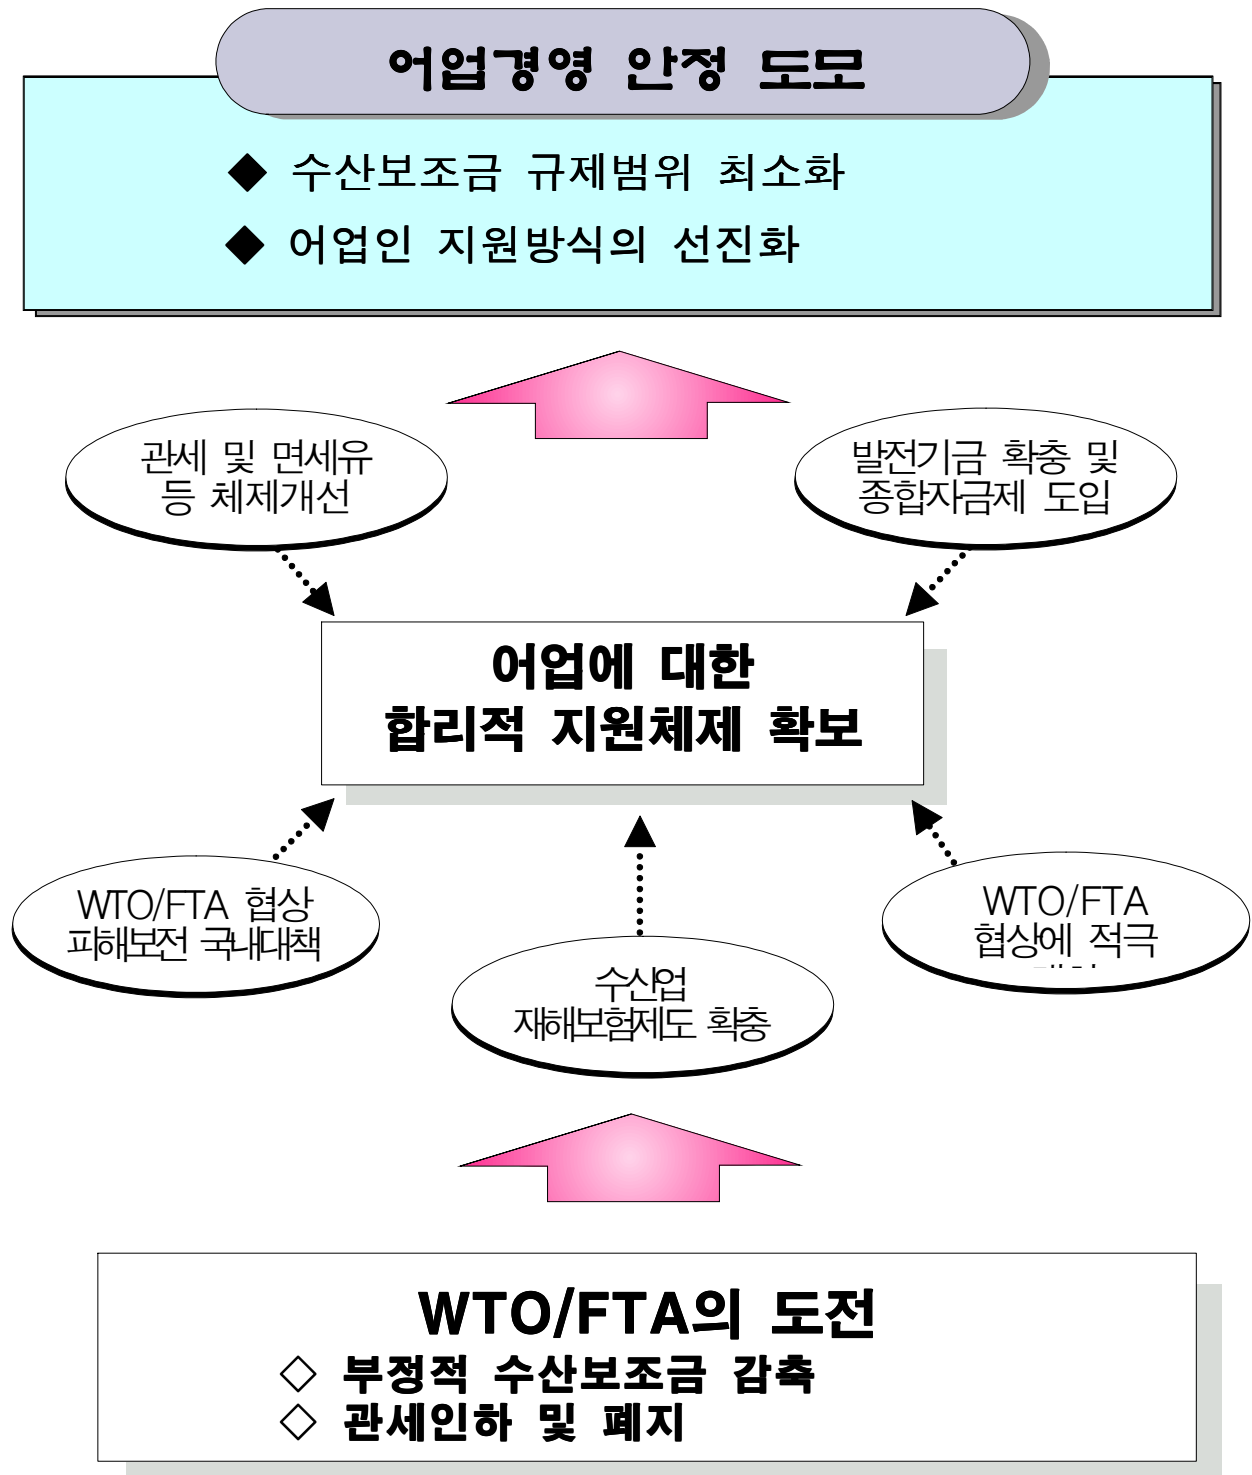 어업경영 안정 도모
◆ 수산보조금 규제범위 최소화
◆ 어업인 지원방식의 선진화
관세 및 면세유
등 체제개선
발전기금 확충 및
종합자금제 도입
어업에 대한
합리적 지원체제 확보
WTO/FTA 협상
피해보전 국내대책
수산업
재해보험제도 확충
WTO/FTA
협상에 적극
WTO/FTA의 도전
◇ 부정적 수산보조금 감축
◇ 관세인하 및 폐지